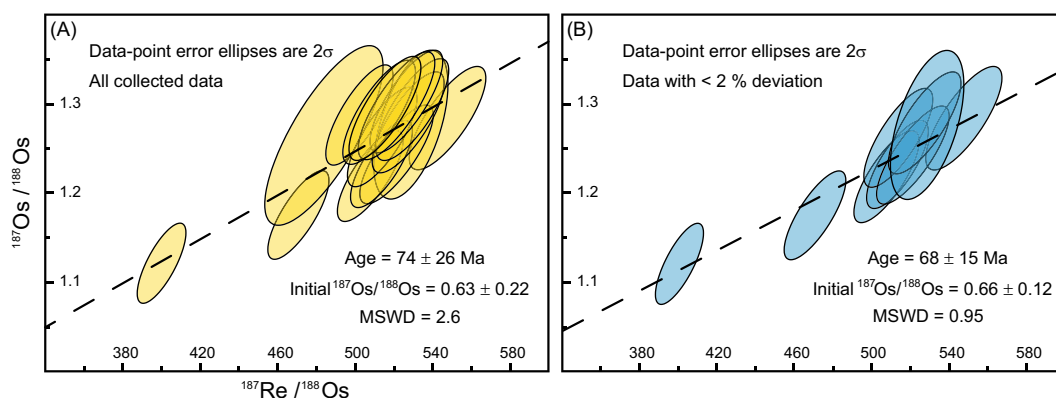 (A)
Data-point error ellipses are 2σ
All collected data
1.3
1.2
1.1
¹⁸⁷Os / ¹⁸⁸Os
Age = 74 ± 26 Ma
Initial ¹⁸⁷Os/¹⁸⁸Os = 0.63 ± 0.22
MSWD = 2.6
380 420 460 500 540 580
¹⁸⁷Re / ¹⁸⁸Os
(B)
Data-point error ellipses are 2σ
Data with < 2 % deviation
1.3
1.2
1.1
Age = 68 ± 15 Ma
Initial ¹⁸⁷Os/¹⁸⁸Os = 0.66 ± 0.12
MSWD = 0.95
380 420 460 500 540 580
¹⁸⁷Re / ¹⁸⁸Os